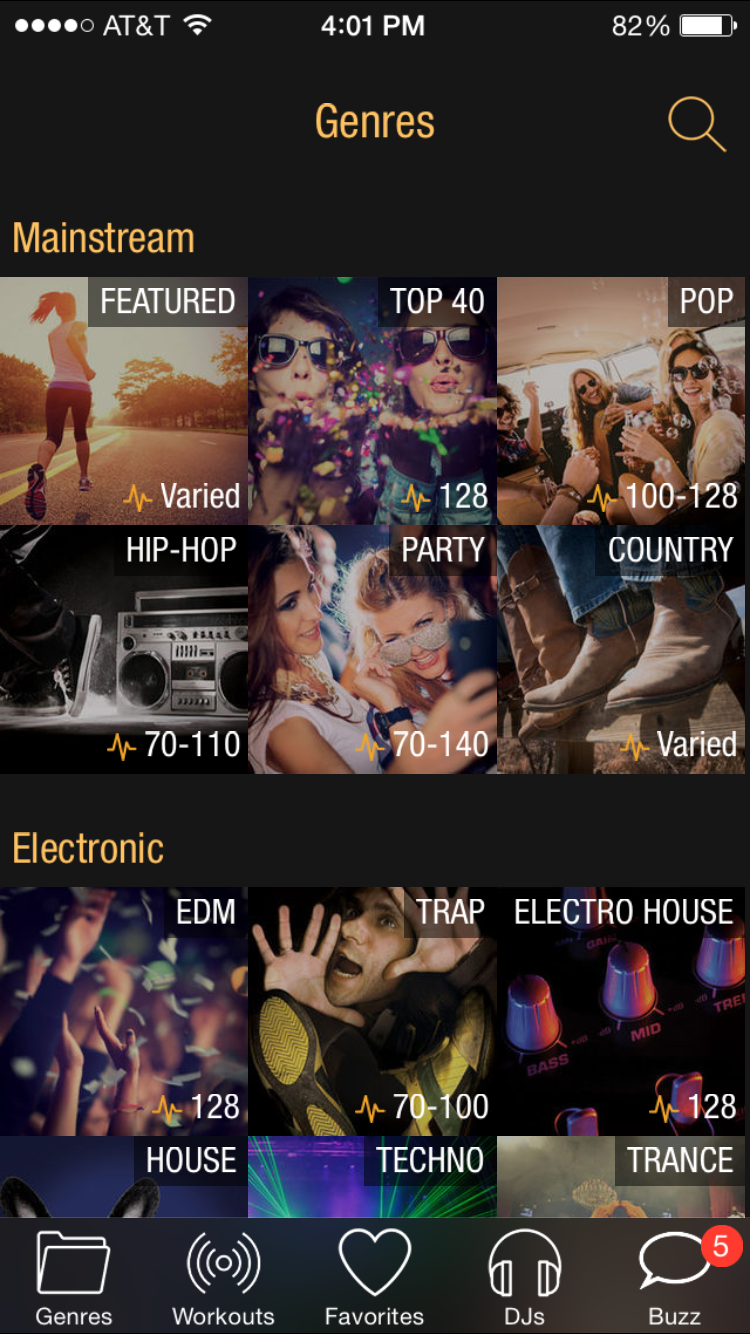 AT&T 4:01 PM 82%
Genres
Mainstream
FEATURED
Varied
TOP 40
128
POP
100-128
HIP-HOP
70-110
PARTY
70-140
COUNTRY
Varied
Electronic
EDM
128
TRAP
70-100
ELECTRO HOUSE
GAIN
BASS
MID
TRE
128
HOUSE
TECHNO
TRANCE
Genres
Workouts
Favorites
DJs
Buzz
5